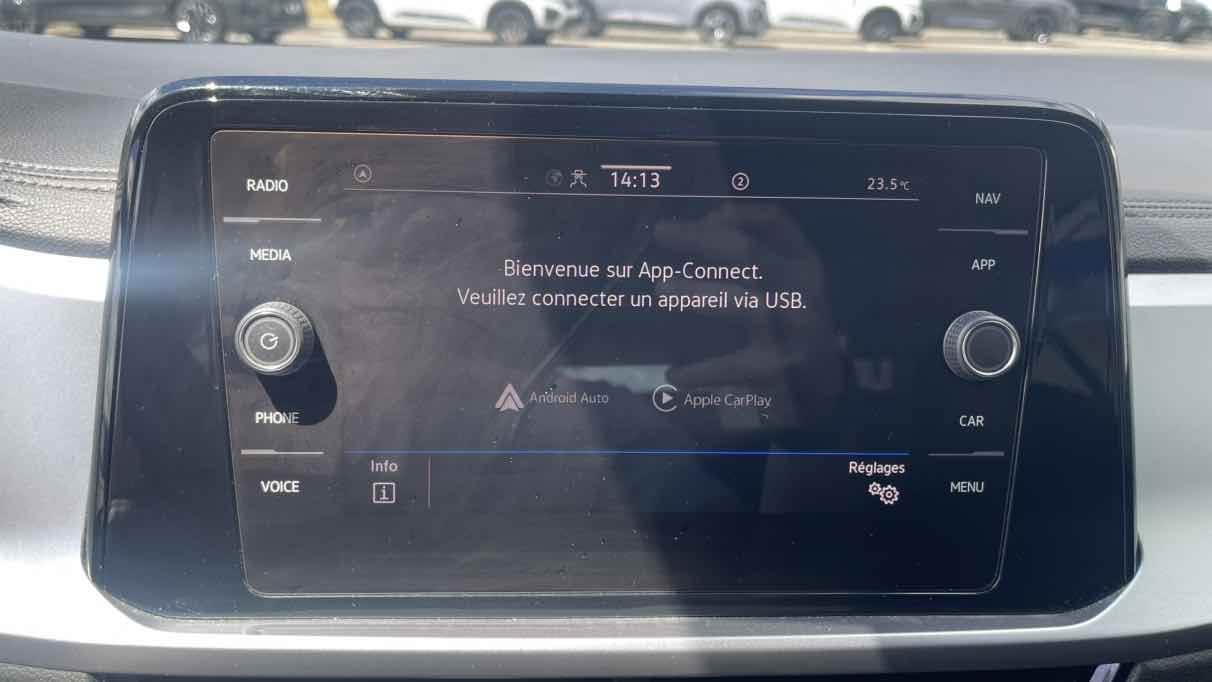 RADIO
MEDIA
PHONE
VOICE
14:13
2
23.5°C
Bienvenue sur App-Connect.
Veuillez connecter un appareil via USB.
Android Auto
Apple CarPlay
Info
i
Réglages
NAV
APP
CAR
MENU